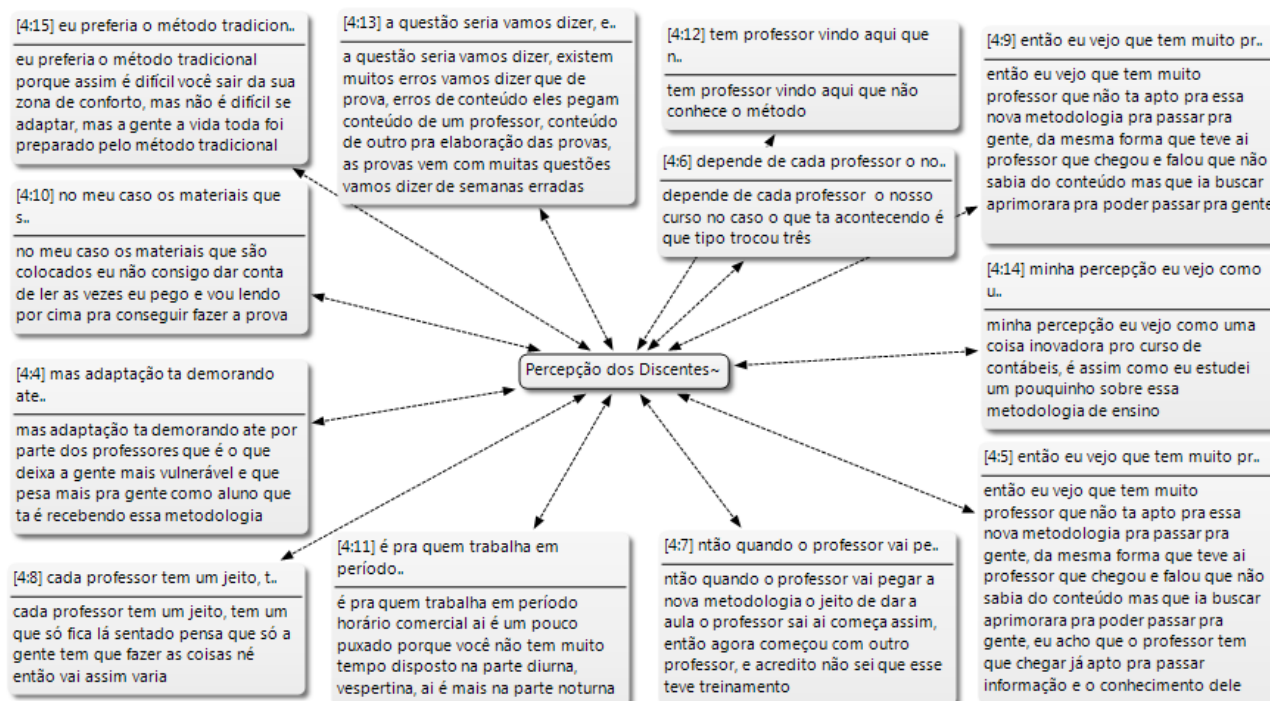 [4:15] eu preferia o método tradicion..
eu preferia o método tradicional
porque assim é difícil você sair da sua
zona de conforto, mas não é difícil se
adaptar, mas a gente a vida toda foi
preparado pelo método tradicional
[4:13] a questão seria vamos dizer, e..
a questão seria vamos dizer, existem
muitos erros vamos dizer que de
prova, erros de conteúdo eles pegam
conteúdo de um professor, conteúdo
de outro pra elaboração das provas,
as provas vem com muitas questões
vamos dizer de semanas erradas
[4:12] tem professor vindo aqui que
n..
tem professor vindo aqui que não
conhece o método
[4:9] então eu vejo que tem muito pr..
então eu vejo que tem muito
professor que não ta apto pra essa
nova metodologia pra passar pra
gente, da mesma forma que teve ai
professor que chegou e falou que não
sabia do conteúdo mas que ia buscar
aprimorara pra poder passar pra gente
[4:6] depende de cada professor o no..
depende de cada professor o nosso
curso no caso o que ta acontecendo é
que tipo trocou três
[4:10] no meu caso os materiais que
s..
no meu caso os materiais que são
colocados eu não consigo dar conta
de ler as vezes eu pego e vou lendo
por cima pra conseguir fazer a prova
[4:14] minha percepção eu vejo como
u..
minha percepção eu vejo como uma
coisa inovadora pro curso de
contábeis, é assim como eu estudei
um pouquinho sobre essa
metodologia de ensino
Percepção dos Discentes~
[4:4] mas adaptação ta demorando
ate..
mas adaptação ta demorando ate por
parte dos professores que é o que
deixa a gente mais vulnerável e que
pesa mais pra gente como aluno que
ta é recebendo essa metodologia
[4:5] então eu vejo que tem muito pr..
então eu vejo que tem muito
professor que não ta apto pra essa
nova metodologia pra passar pra
gente, da mesma forma que teve ai
professor que chegou e falou que não
sabia do conteúdo mas que ia buscar
aprimorara pra poder passar pra
gente, eu acho que o professor tem
que chegar já apto pra passar
informação e o conhecimento dele
[4:8] cada professor tem um jeito, t..
cada professor tem um jeito, tem um
que só fica lá sentado pensa que só a
gente tem que fazer as coisas né
então vai assim varia
[4:11] é pra quem trabalha em
período..
é pra quem trabalha em período
horário comercial ai é um pouco
puxado porque você não tem muito
tempo disposto na parte diurna,
vespertina, ai é mais na parte noturna
[4:7] ntão quando o professor vai pe..
ntão quando o professor vai pegar a
nova metodologia o jeito de dar a
aula o professor sai ai começa assim,
então agora começou com outro
professor, e acredito não sei que esse
teve treinamento